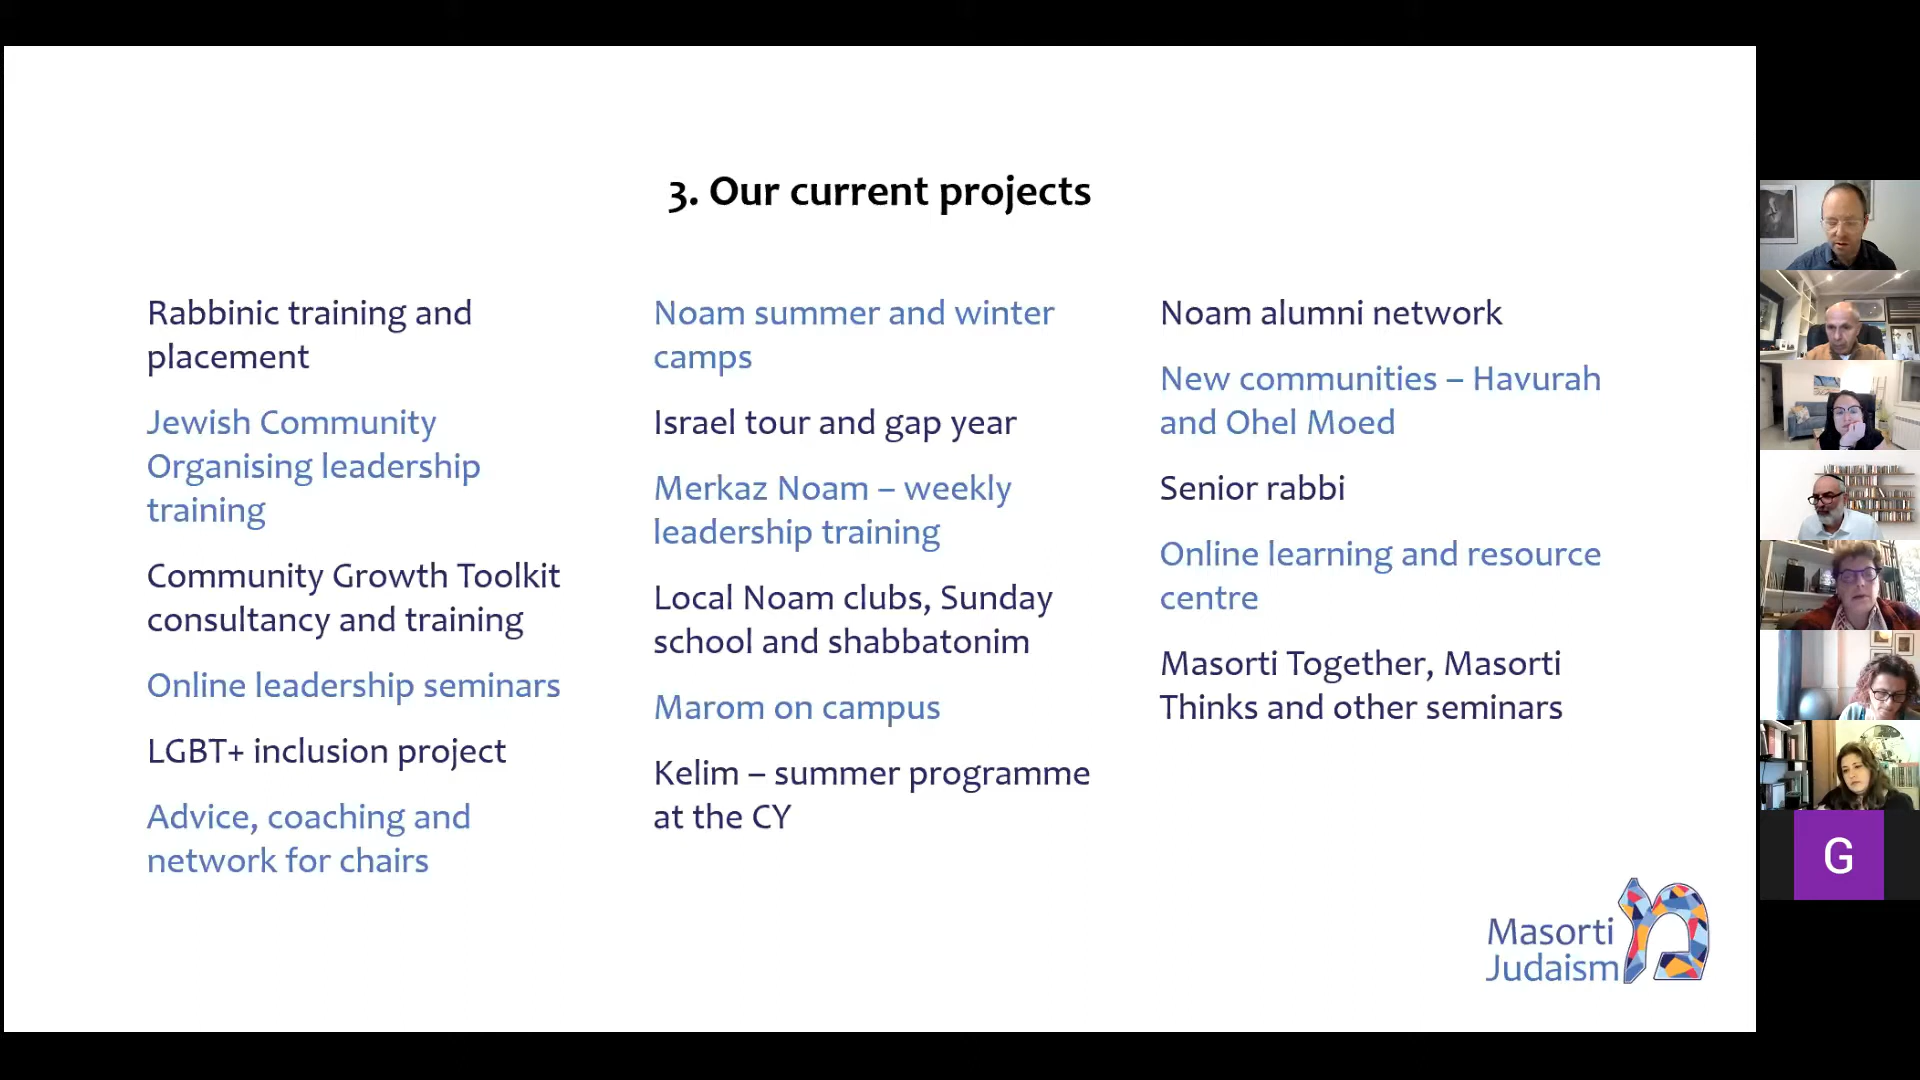 3. Our current projects
Rabbinic training and
placement
Jewish Community
Organising leadership
training
Community Growth Toolkit
consultancy and training
Online leadership seminars
LGBT+ inclusion project
Advice, coaching and
network for chairs
Noam summer and winter
camps
Israel tour and gap year
Merkaz Noam – weekly
leadership training
Local Noam clubs, Sunday
school and shabbatonim
Marom on campus
Kelim – summer programme
at the CY
Noam alumni network
New communities – Havurah
and Ohel Moed
Senior rabbi
Online learning and resource
centre
Masorti Together, Masorti
Thinks and other seminars
Masorti
Judaism
G